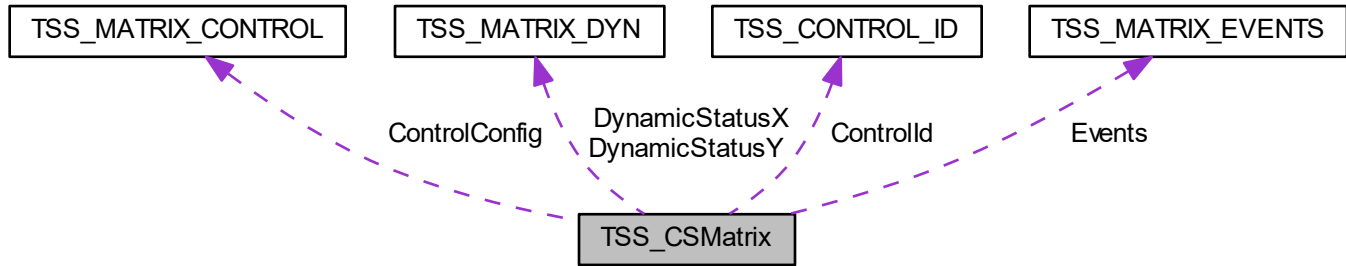 TSS_MATRIX_CONTROL
TSS_MATRIX_DYN
TSS_CONTROL_ID
TSS_MATRIX_EVENTS
ControlConfig
DynamicStatusX
DynamicStatusY
ControlId
Events
TSS_CSMatrix